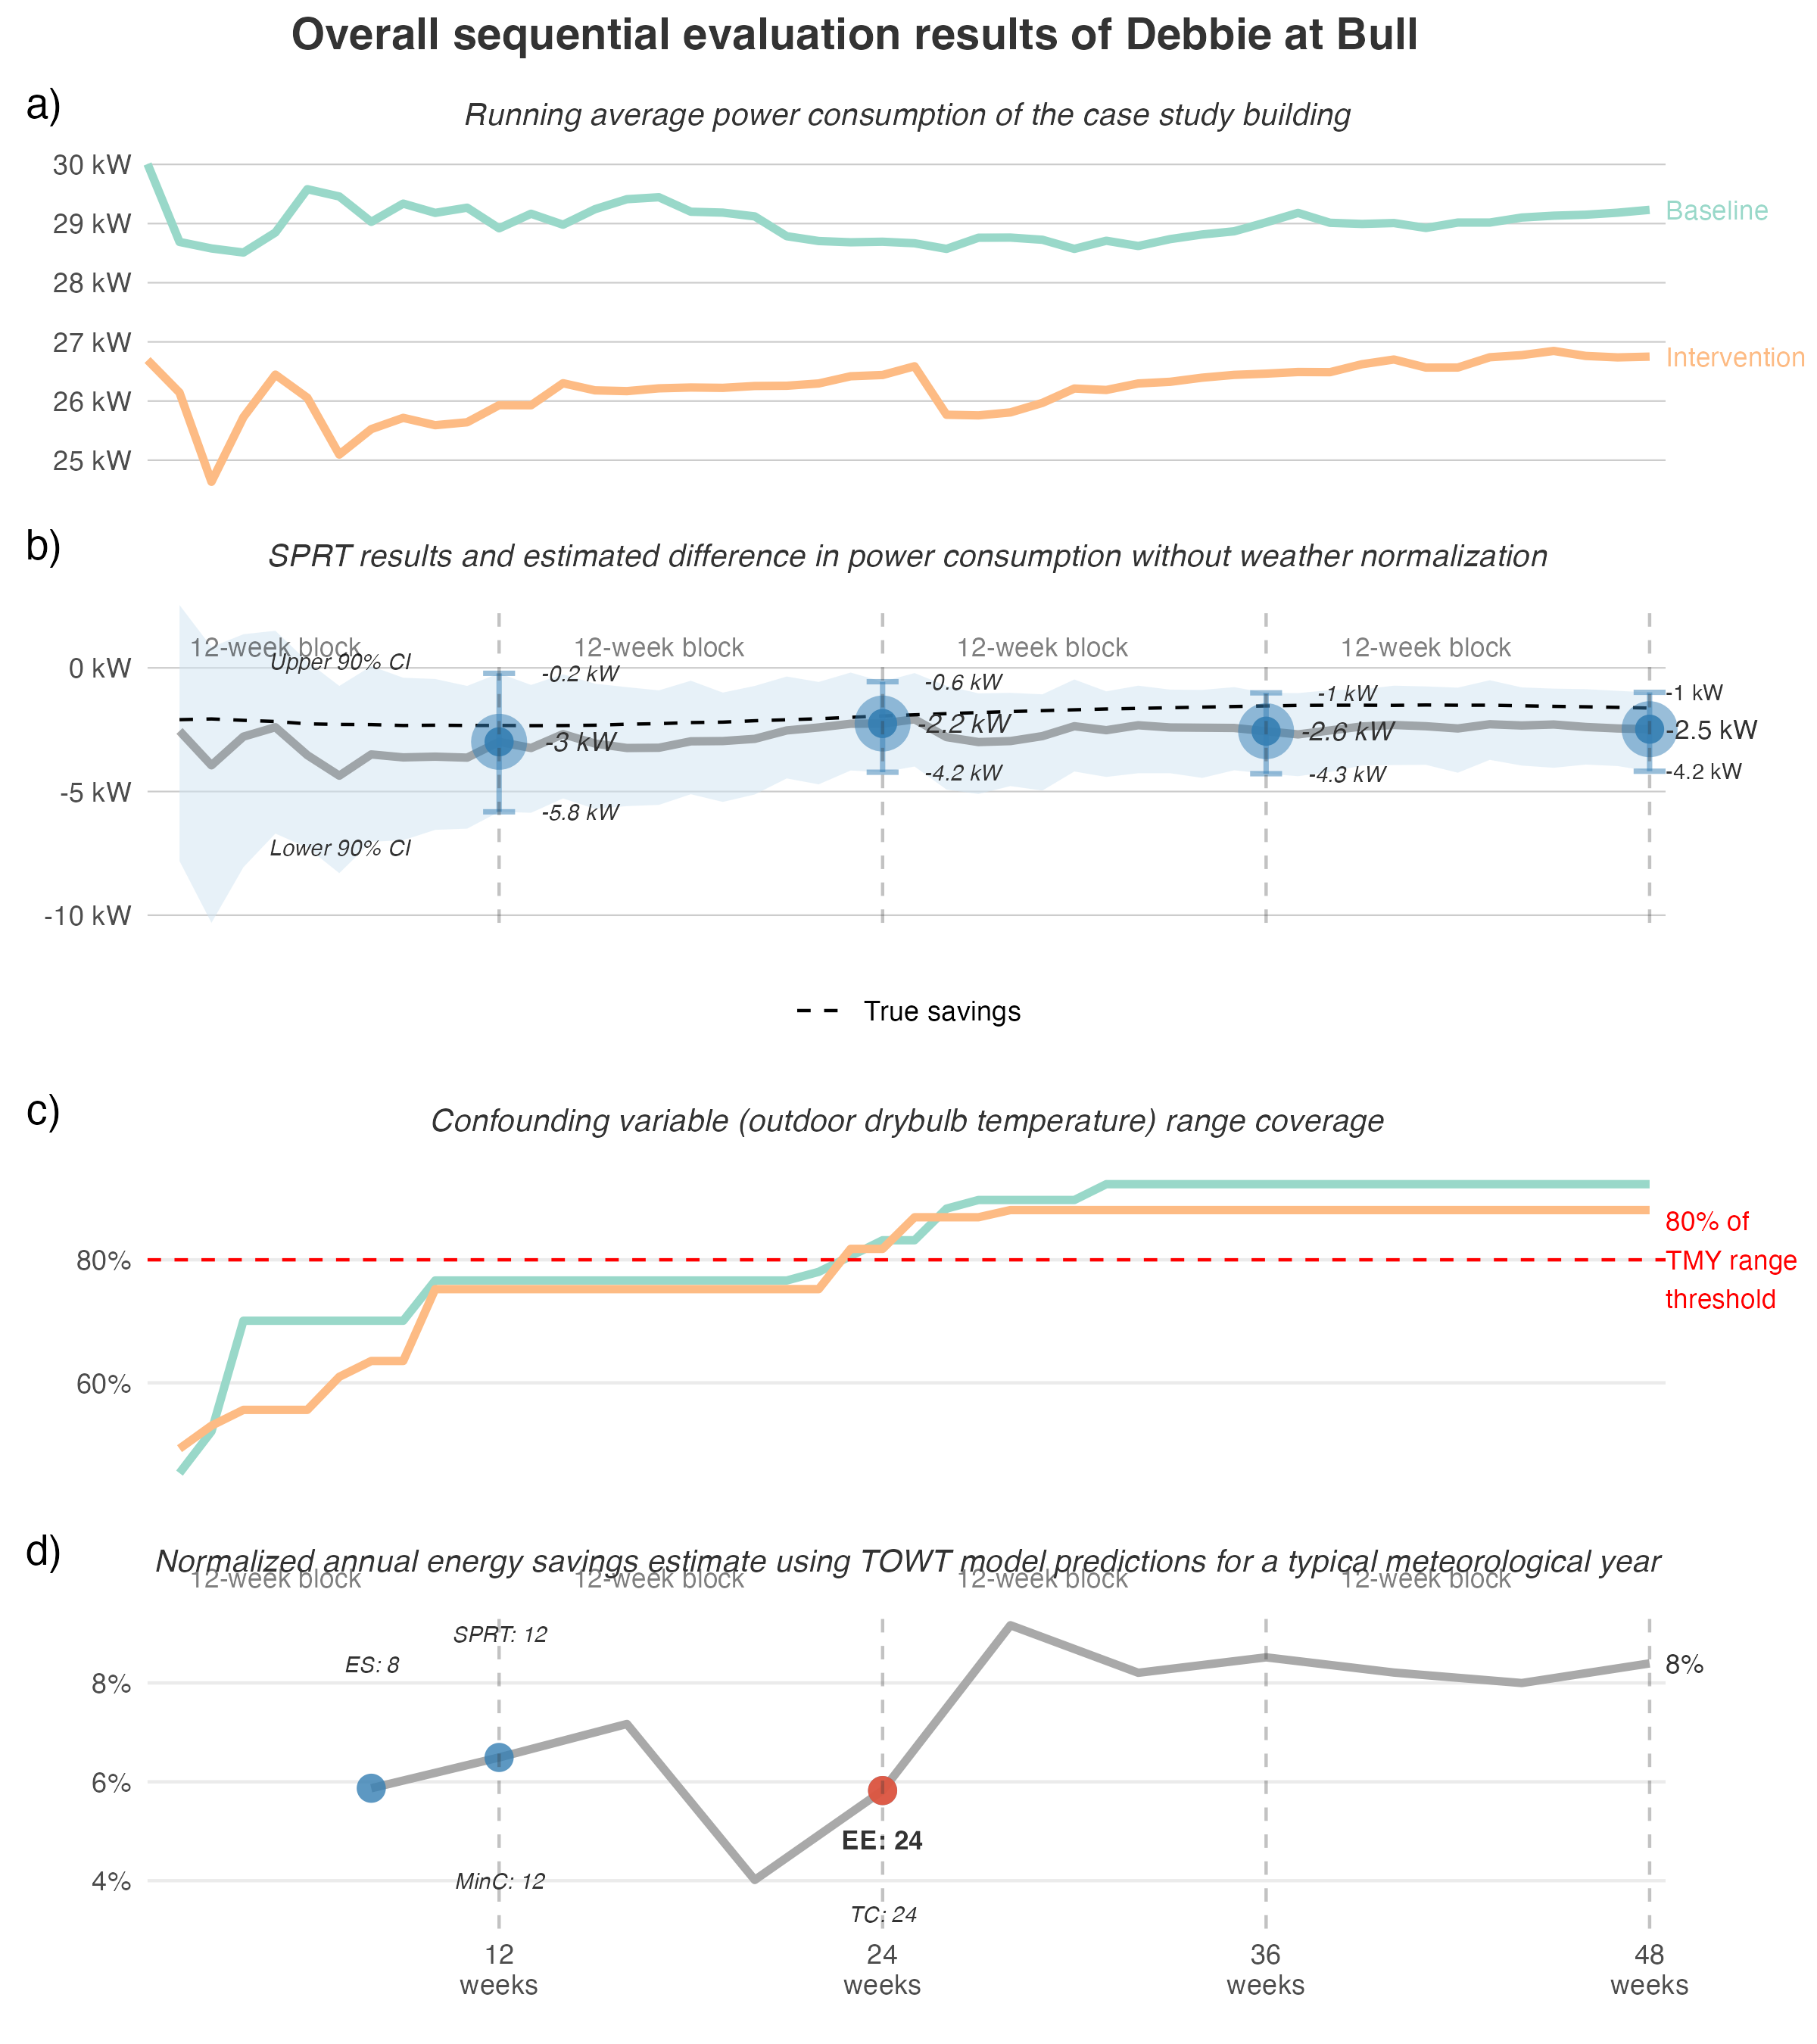 Overall sequential evaluation results of Debbie at Bull
a)
Running average power consumption of the case study building
30 kW
29 kW
28 kW
27 kW
26 kW
25 kW
Baseline
Intervention
b)
SPRT results and estimated difference in power consumption without weather normalization
12-week block
12-week block
12-week block
12-week block
0 kW
-5 kW
-10 kW
Upper 90% CI
Lower 90% CI
-0.2 kW
-3 kW
-5.8 kW
-0.6 kW
-2.2 kW
-4.2 kW
-1 kW
-2.6 kW
-4.3 kW
-1 kW
-2.5 kW
-4.2 kW
True savings
c)
Confounding variable (outdoor drybulb temperature) range coverage
80%
60%
80% of
TMY range
threshold
d)
Normalized annual energy savings estimate using TOWT model predictions for a typical meteorological year
12-week block
12-week block
12-week block
12-week block
SPRT: 12
ES: 8
8%
6%
4%
8%
EE: 24
MinC: 12
TC: 24
12
weeks
24
weeks
36
weeks
48
weeks